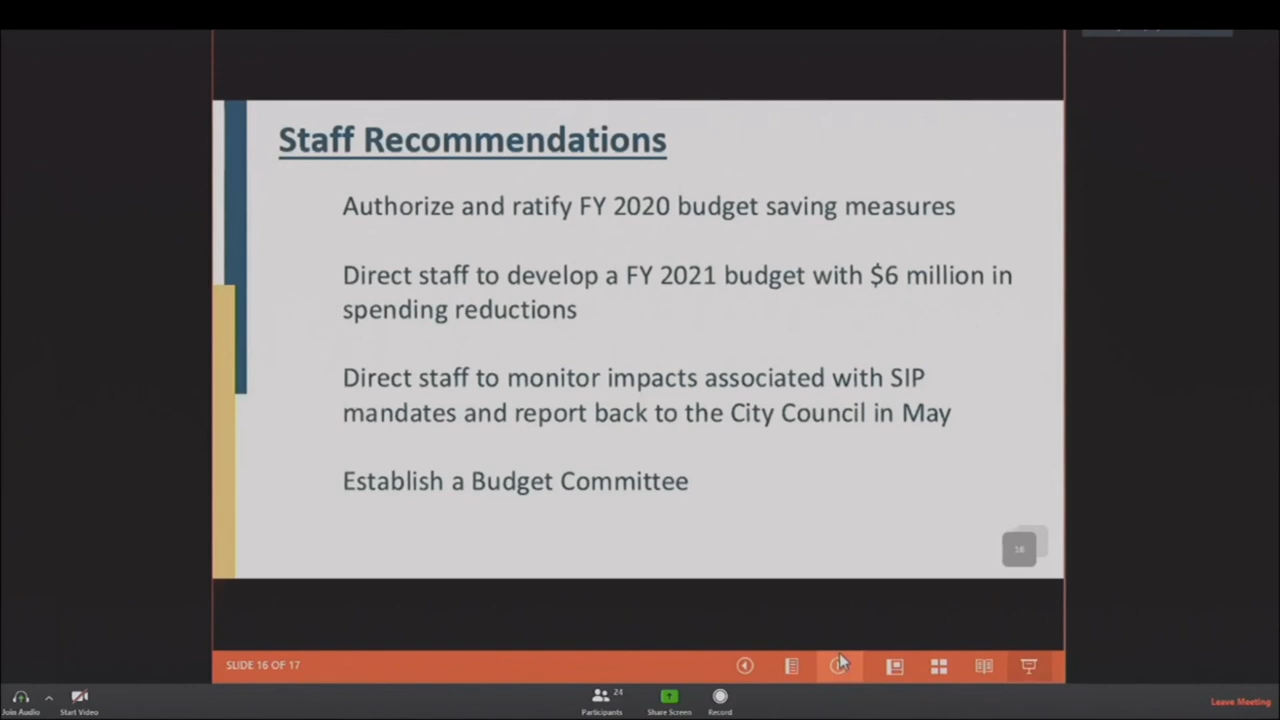 Staff Recommendations
Authorize and ratify FY 2020 budget saving measures
Direct staff to develop a FY 2021 budget with $6 million in
spending reductions
Direct staff to monitor impacts associated with SIP
mandates and report back to the City Council in May
Establish a Budget Committee
16
SLIDE 16 OF 17
24
Join Audio
Start Video
Participants
Share Screen
Record
Leave Meeting